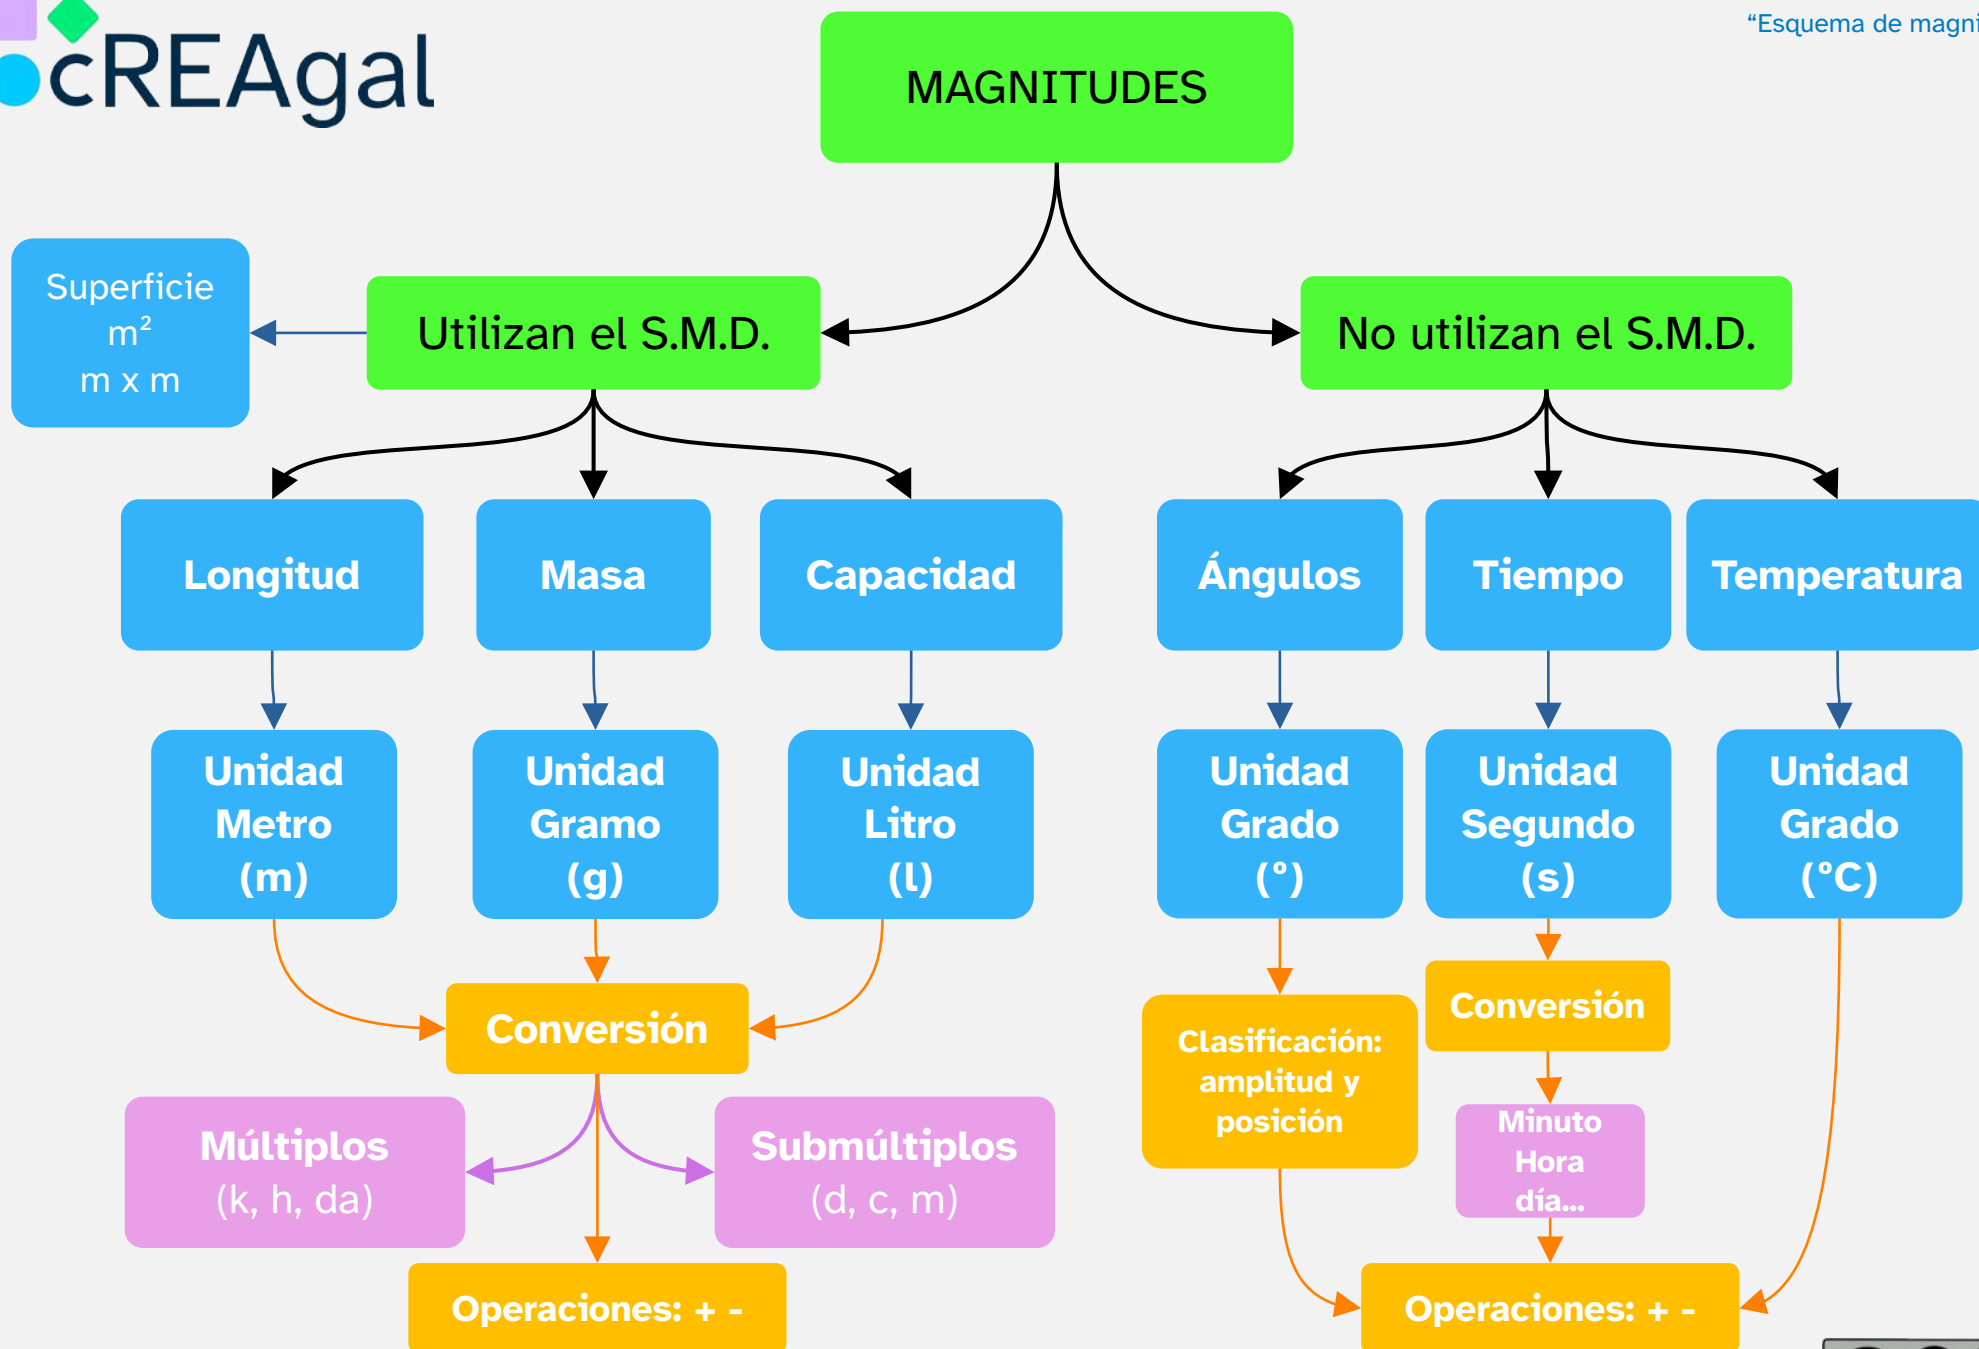 cREAgal
“Esquema de magni
MAGNITUDES
Superficie
m²
m x m
Utilizan el S.M.D.
No utilizan el S.M.D.
Longitud
Masa
Capacidad
Ángulos
Tiempo
Temperatura
Unidad
Metro
(m)
Unidad
Gramo
(g)
Unidad
Litro
(l)
Unidad
Grado
(º)
Unidad
Segundo
(s)
Unidad
Grado
(ºC)
Conversión
Clasificación:
amplitud y
posición
Conversión
Múltiplos
(k, h, da)
Submúltiplos
(d, c, m)
Minuto
Hora
día...
Operaciones: + -
Operaciones: + -